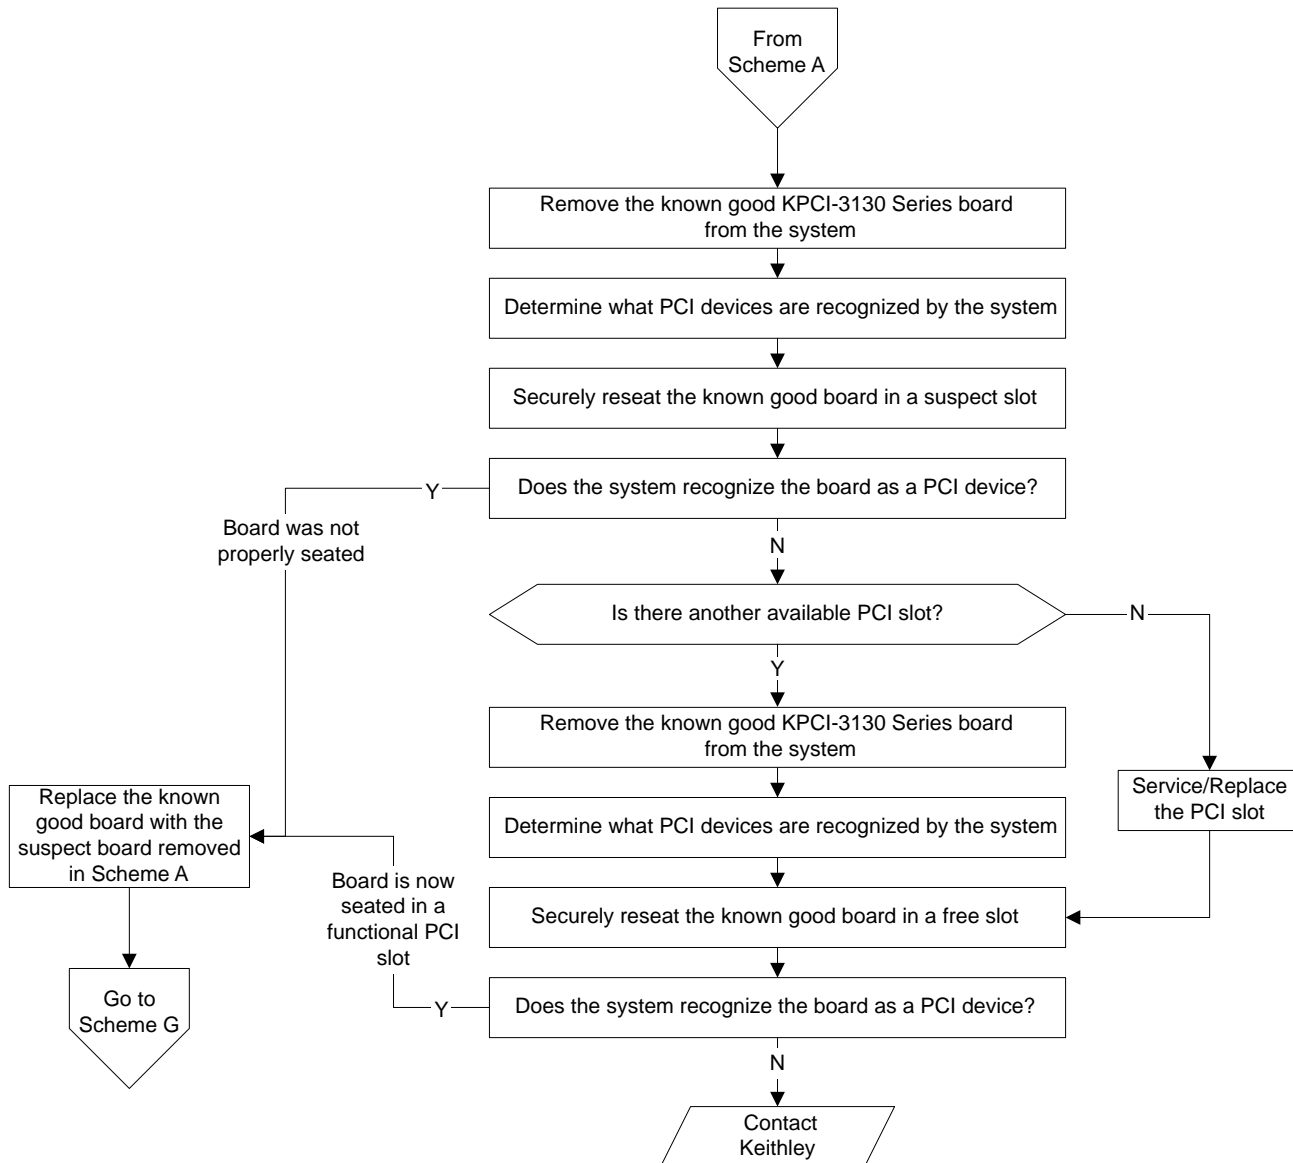 From
Scheme A
Remove the known good KPCI-3130 Series board
from the system
Determine what PCI devices are recognized by the system
Securely reseat the known good board in a suspect slot
Does the system recognize the board as a PCI device?
Y
Board was not
properly seated
N
Is there another available PCI slot?
N
Y
Remove the known good KPCI-3130 Series board
from the system
Service/Replace
the PCI slot
Replace the known
good board with the
suspect board removed
in Scheme A
Determine what PCI devices are recognized by the system
Board is now
seated in a
functional PCI
slot
Securely reseat the known good board in a free slot
Does the system recognize the board as a PCI device?
Y
Go to
Scheme G
N
Contact
Keithley